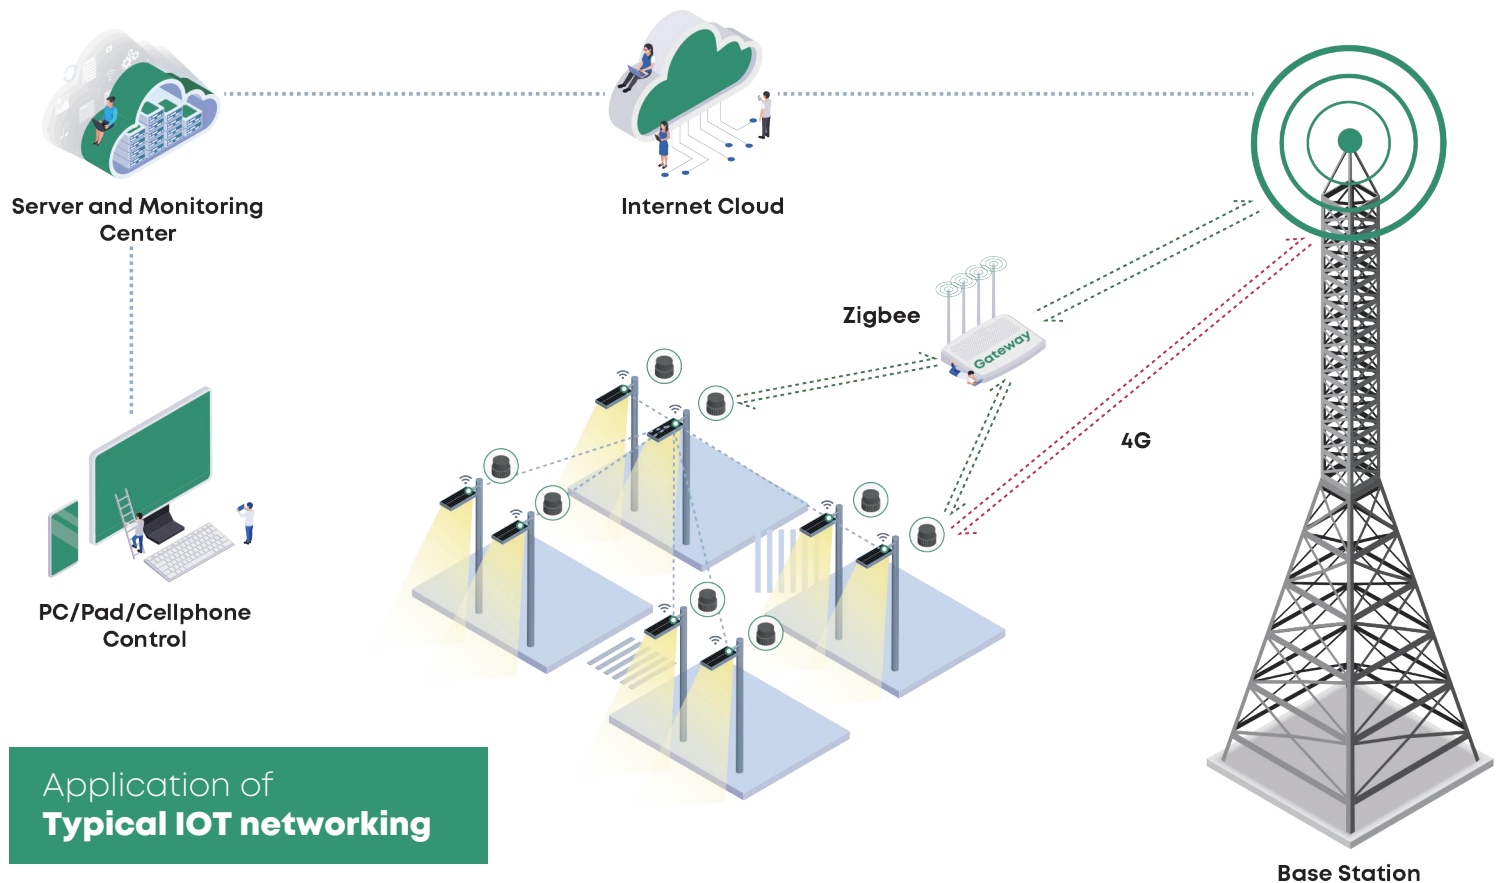 Server and Monitoring
Center
Internet Cloud
Zigbee
Gateway
4G
PC/Pad/Cellphone
Control
Application of
Typical IOT networking
Base Station